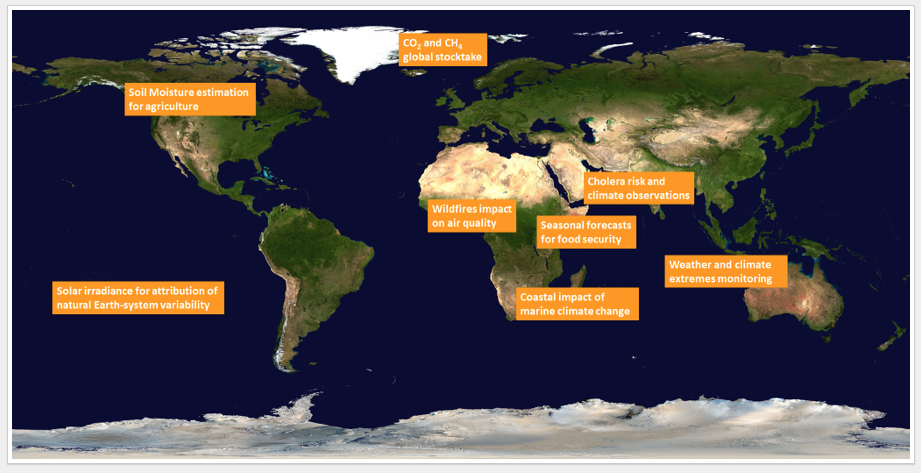 CO₂ and CH₄
global stocktake
Soil Moisture estimation
for agriculture
Cholera risk and
climate observations
Wildfires impact
on air quality
Seasonal forecasts
for food security
Weather and climate
extremes monitoring
Solar irradiance for attribution of
natural Earth-system variability
Coastal impact of
marine climate change